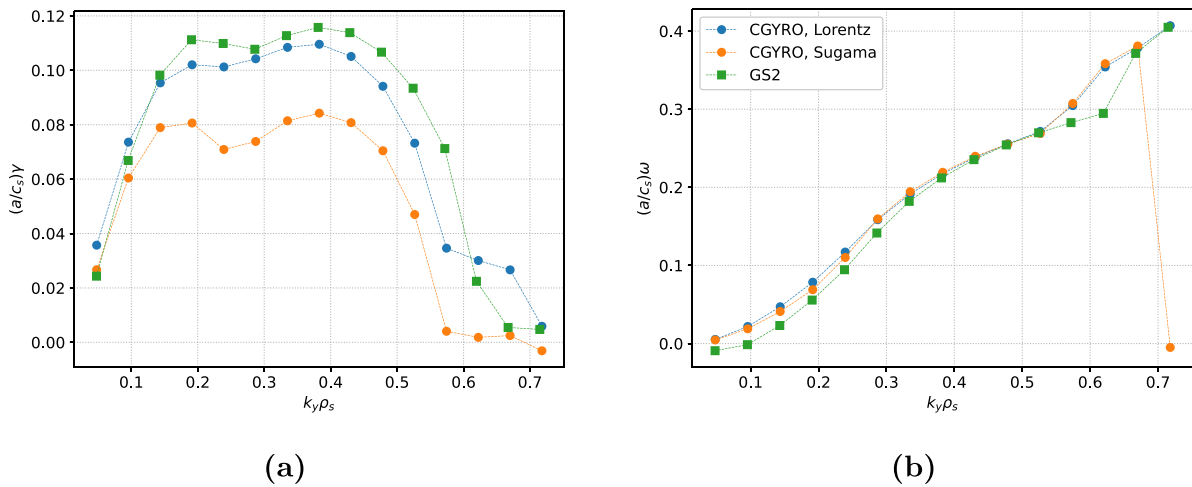 0.12
0.10
0.08
0.06
0.04
0.02
0.00
(a/c_s)γ
0.1 0.2 0.3 0.4 0.5 0.6 0.7
k_yρ_s
(a)
CGYRO, Lorentz
CGYRO, Sugama
GS2
0.4
0.3
0.2
0.1
0.0
(a/c_s)ω
0.1 0.2 0.3 0.4 0.5 0.6 0.7
k_yρ_s
(b)